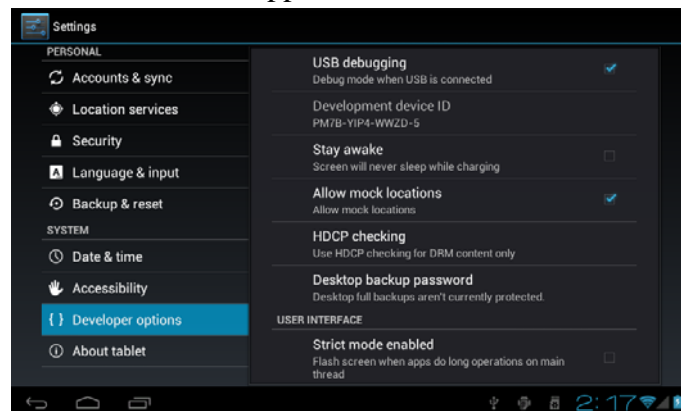 Settings
PERSONAL
Accounts & sync
Location services
Security
A Language & input
Backup & reset
SYSTEM
Date & time
Accessibility
{ } Developer options
About tablet
USB debugging
Debug mode when USB is connected
Development device ID
PM7B-YIP4-WWZD-5
Stay awake
Screen will never sleep while charging
Allow mock locations
Allow mock locations
HDCP checking
Use HDCP checking for DRM content only
Desktop backup password
Desktop full backups aren't currently protected.
USER INTERFACE
Strict mode enabled
Flash screen when apps do long operations on main
thread
2:17